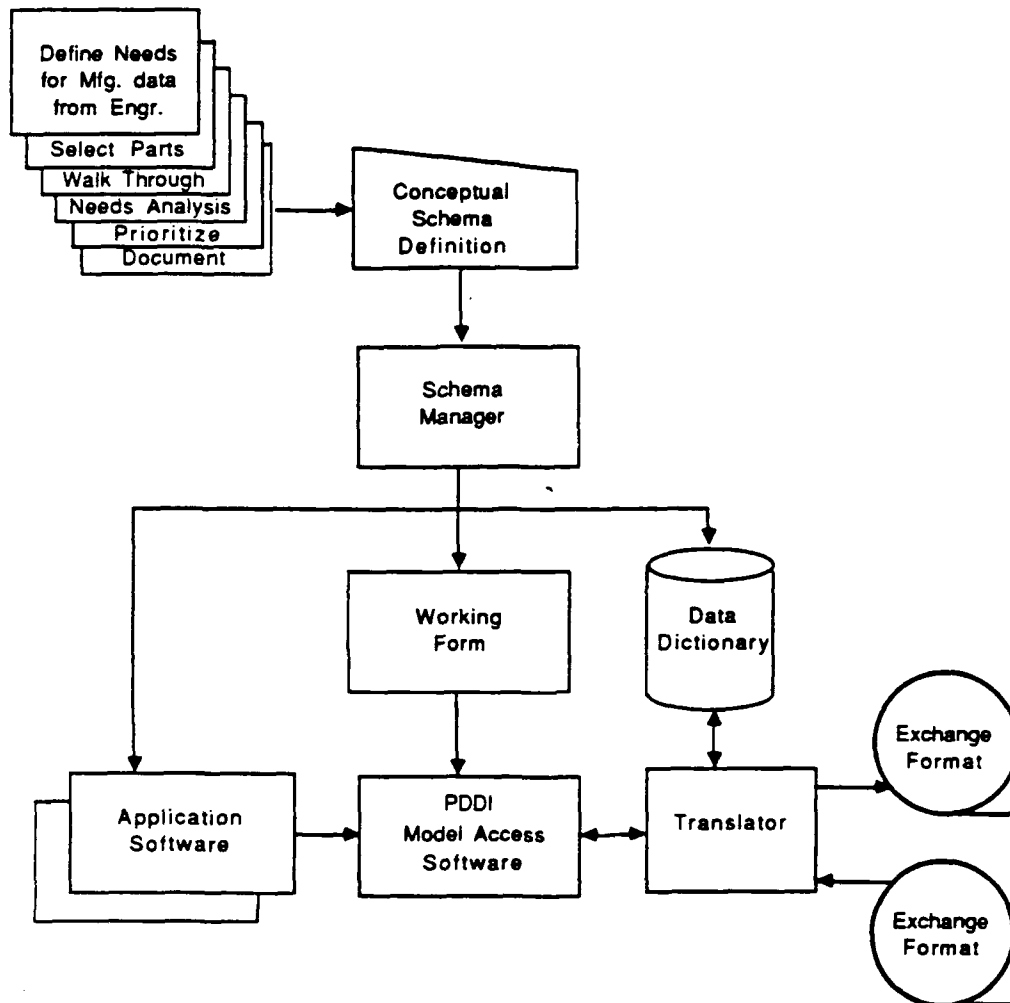 Define Needs
for Mfg. data
from Engr.
Select Parts
Walk Through
Needs Analysis
Prioritize
Document
Conceptual
Schema
Definition
Schema
Manager
Working
Form
Data
Dictionary
Exchange
Format
Application
Software
PDDI
Model Access
Software
Translator
Exchange
Format